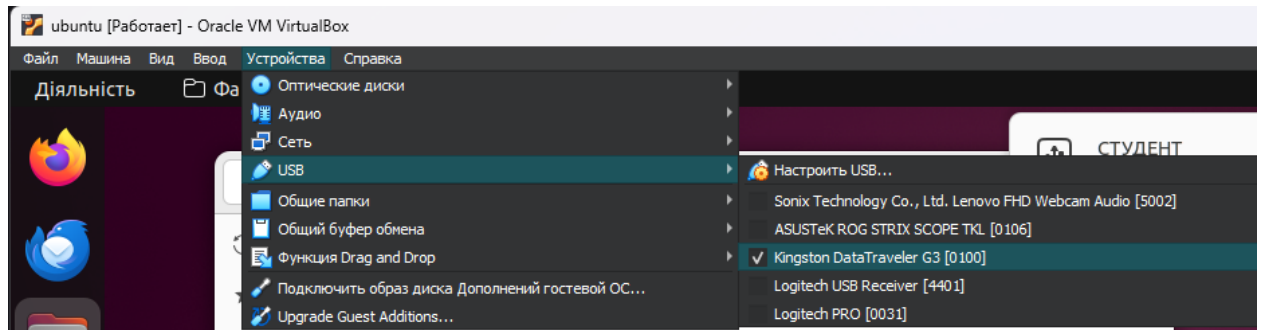 ubuntu [Работает] - Oracle VM VirtualBox
Файл Машина Вид Ввод Устройства Справка
Діяльність Фа
Оптические диски
Аудио
Сеть
СТУДЕНТ
USB
Настроить USB...
Общие папки
Sonix Technology Co., Ltd. Lenovo FHD Webcam Audio [5002]
Общий буфер обмена
ASUSTeK ROG STRIX SCOPE TKL [0106]
Функция Drag and Drop
Kingston DataTraveler G3 [0100]
Подключить образ диска Дополнений гостевой ОС...
Logitech USB Receiver [4401]
Upgrade Guest Additions...
Logitech PRO [0031]